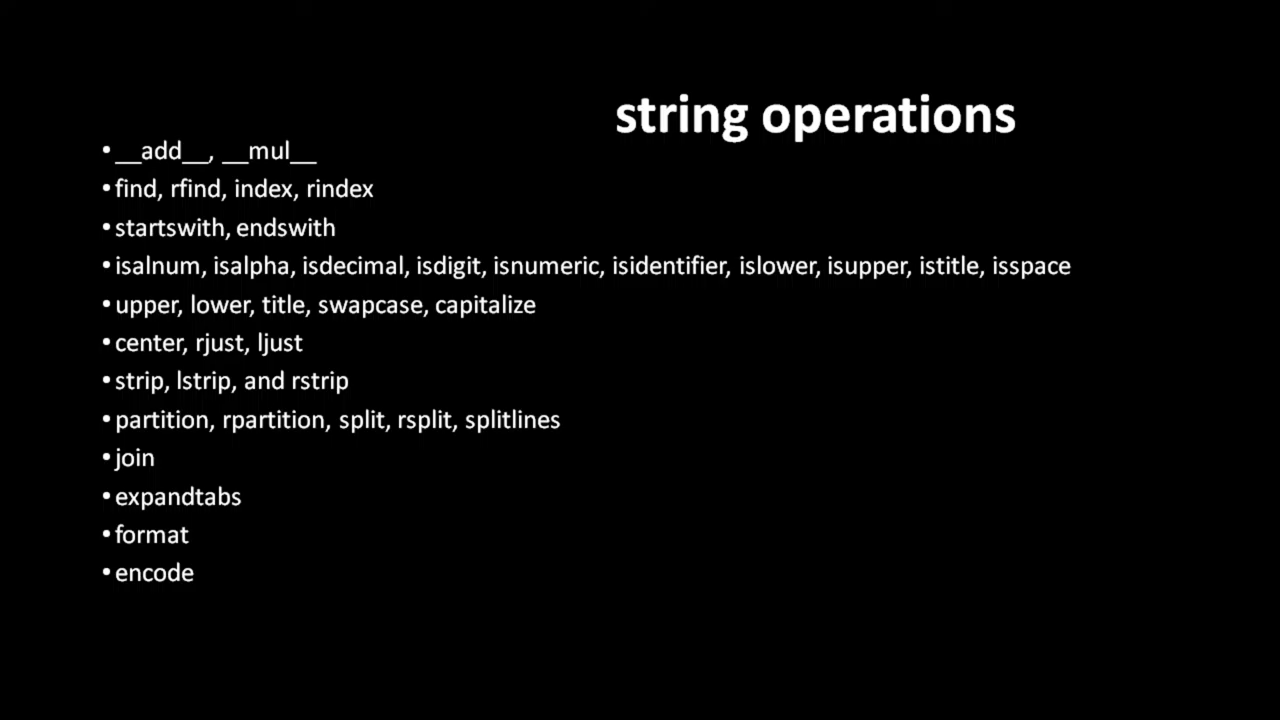 string operations
• __add__, __mul__
• find, rfind, index, rindex
• startswith, endswith
• isalnum, isalpha, isdecimal, isdigit, isnumeric, isidentifier, islower, isupper, istitle, isspace
• upper, lower, title, swapcase, capitalize
• center, rjust, ljust
• strip, lstrip, and rstrip
• partition, rpartition, split, rsplit, splitlines
• join
• expandtabs
• format
• encode